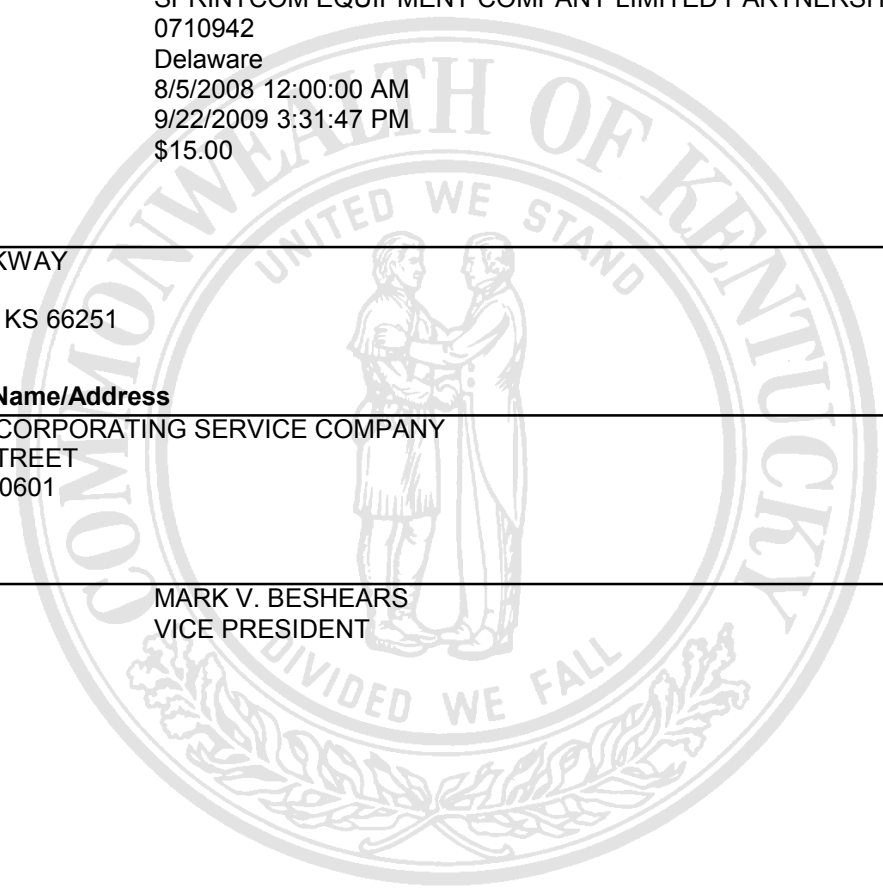 SPRINTCOM EQUIPMENT COMPANY LIMITED PARTNERSHI
0710942
Delaware
8/5/2008 12:00:00 AM
9/22/2009 3:31:47 PM
$15.00
KWAY
KS 66251
Name/Address
CORPORATING SERVICE COMPANY
TREET
0601
MARK V. BESHEARS
VICE PRESIDENT
COMMONWEALTH OF KENTUCKY
UNITED WE STAND
DIVIDED WE FALL